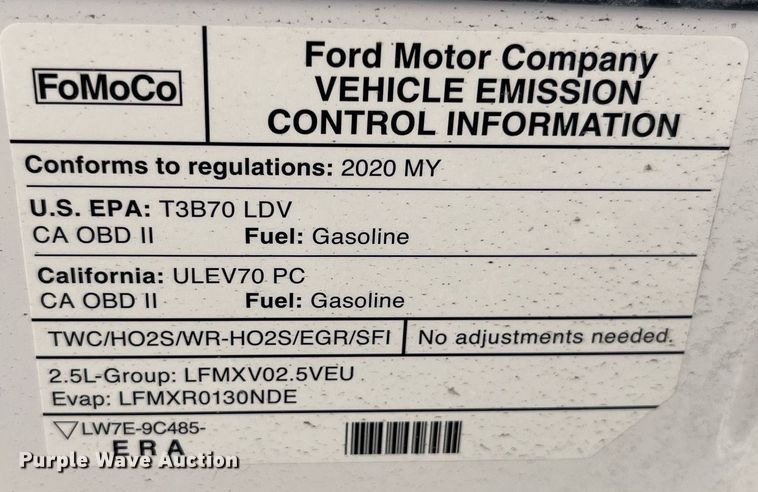 FoMoCo
Ford Motor Company
VEHICLE EMISSION
CONTROL INFORMATION
Conforms to regulations: 2020 MY
U.S. EPA: T3B70 LDV
CA OBD II Fuel: Gasoline
California: ULEV70 PC
CA OBD II Fuel: Gasoline
TWC/HO2S/WR-HO2S/EGR/SFI No adjustments needed.
2.5L-Group: LFMXV02.5VEU
Evap: LFMXR0130NDE
LW7E-9C485-
ERA
Purple Wave Auction